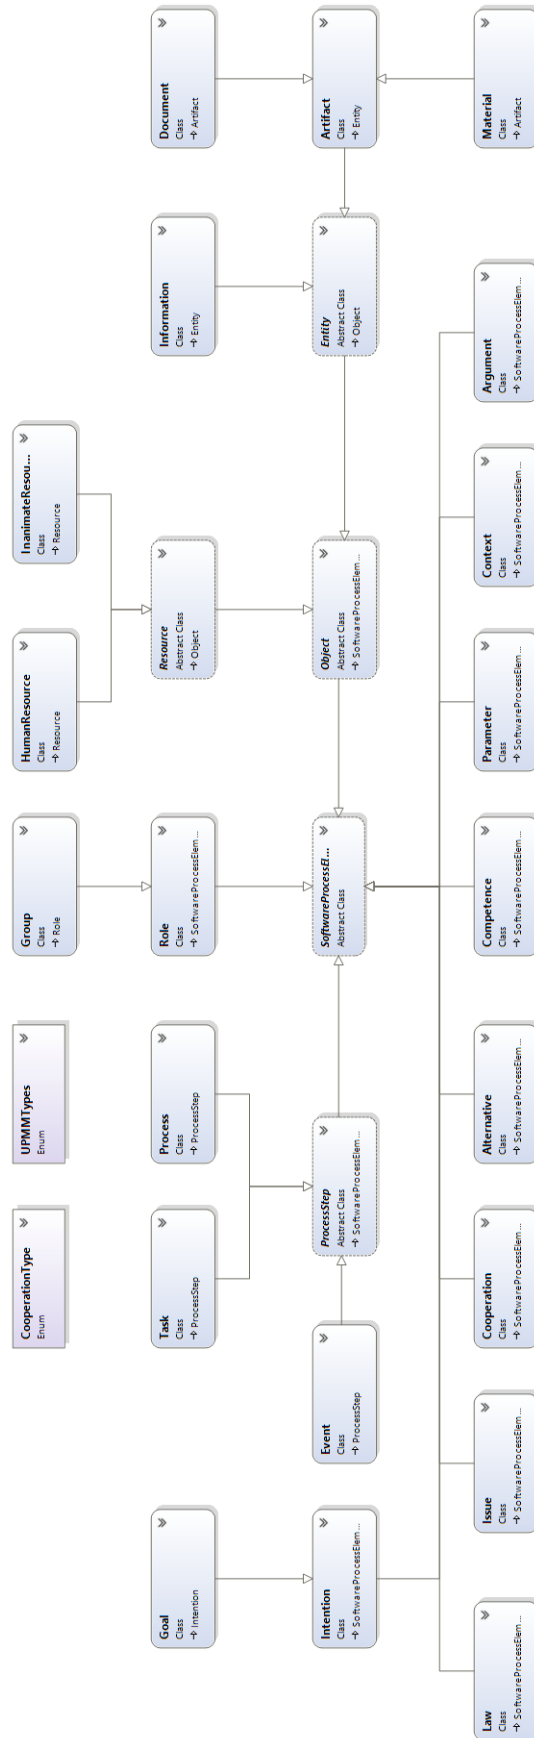 CooperationType
Enum
UPMMTypes
Enum
Group
Class
→ Role
HumanResource
Class
→ Resource
InanimateResou...
Class
→ Resource
Goal
Class
→ Intention
Task
Class
→ ProcessStep
Process
Class
→ ProcessStep
Role
Class
→ SoftwareProcessElem...
Resource
Abstract Class
→ Object
Information
Class
→ Entity
Document
Class
→ Artifact
Intention
Class
→ SoftwareProcessElem...
Event
Class
→ ProcessStep
ProcessStep
Abstract Class
→ SoftwareProcessElem...
SoftwareProcessEl...
Abstract Class
Object
Abstract Class
→ SoftwareProcessElem...
Entity
Abstract Class
→ Object
Artifact
Class
→ Entity
Law
Class
→ SoftwareProcessElem...
Issue
Class
→ SoftwareProcessElem...
Cooperation
Class
→ SoftwareProcessElem...
Alternative
Class
→ SoftwareProcessElem...
Competence
Class
→ SoftwareProcessElem...
Parameter
Class
→ SoftwareProcessElem...
Context
Class
→ SoftwareProcessElem...
Argument
Class
→ SoftwareProcessElem...
Material
Class
→ Artifact